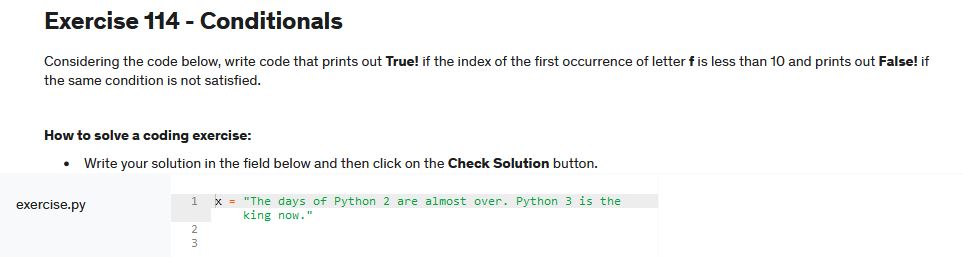 Exercise 114 - Conditionals
Considering the code below, write code that prints out True! if the index of the first occurrence of letter f is less than 10 and prints out False! if
the same condition is not satisfied.
How to solve a coding exercise:
• Write your solution in the field below and then click on the Check Solution button.
exercise.py
1 x = "The days of Python 2 are almost over. Python 3 is the
king now."
2
3